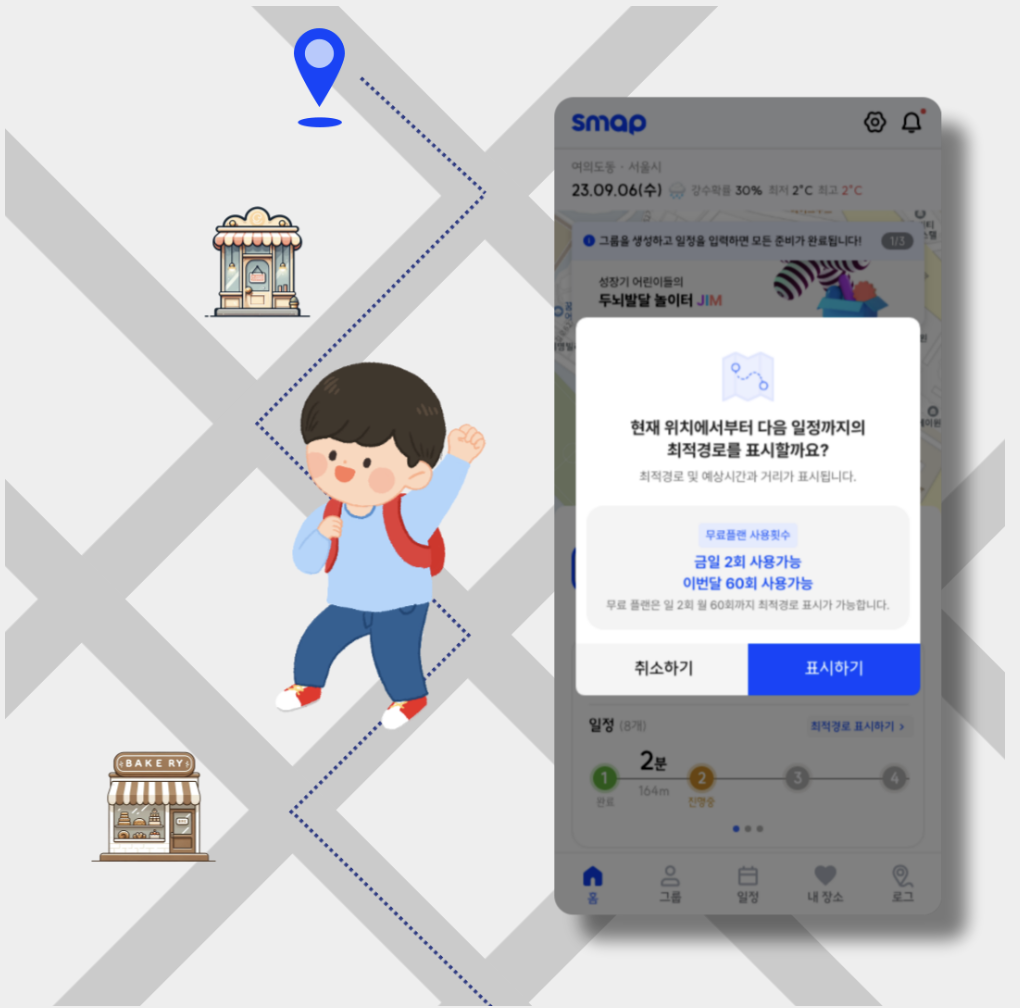 smap
여의도동 · 서울시
23.09.06(수) 강수확률 30% 최저 2°C 최고 2°C
그룹을 생성하고 일정을 입력하면 모든 준비가 완료됩니다! 1/3
성장기 어린이들의
두뇌발달 놀이터 JIM
현재 위치에서부터 다음 일정까지의
최적경로를 표시할까요?
최적경로 및 예상시간과 거리가 표시됩니다.
무료플랜 사용횟수
금일 2회 사용가능
이번달 60회 사용가능
무료 플랜은 일 2회 월 60회까지 최적경로 표시가 가능합니다.
취소하기 표시하기
일정 (8개) 최적경로 표시하기 >
2분
1 2 3 4
164m
완료 진행중
홈 그룹 일정 내 장소 로그
BAKERY